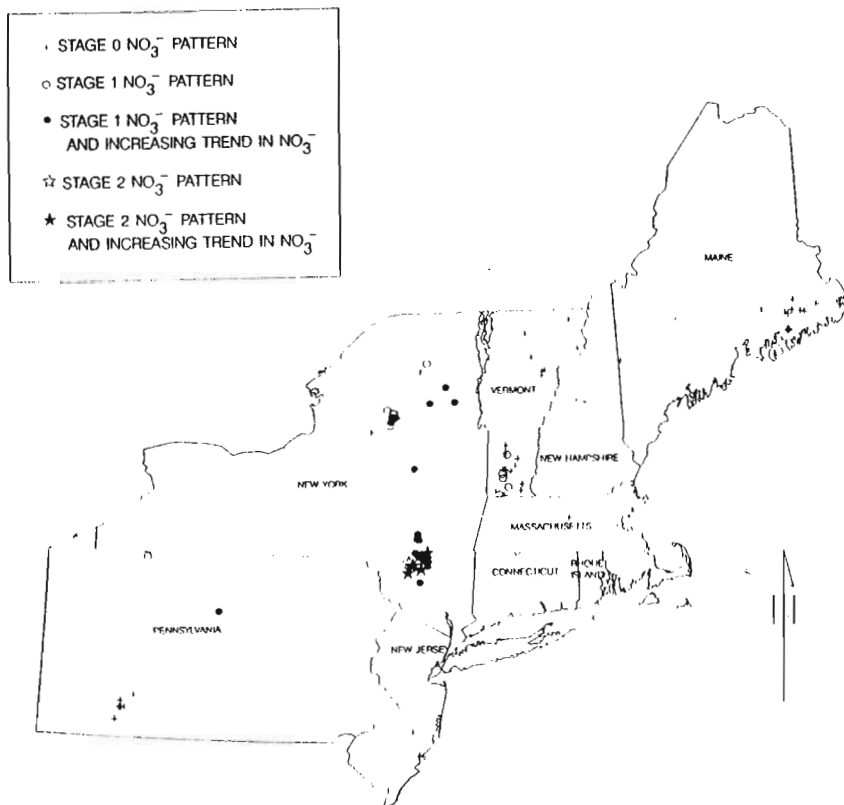 STAGE 0 NO3− PATTERN
STAGE 1 NO3− PATTERN
STAGE 1 NO3− PATTERN
AND INCREASING TREND IN NO3−
STAGE 2 NO3− PATTERN
STAGE 2 NO3− PATTERN
AND INCREASING TREND IN NO3−
MAINE
VERMONT
NEW HAMPSHIRE
NEW YORK
MASSACHUSETTS
CONNECTICUT
RHODE
ISLAND
PENNSYLVANIA
NEW JERSEY